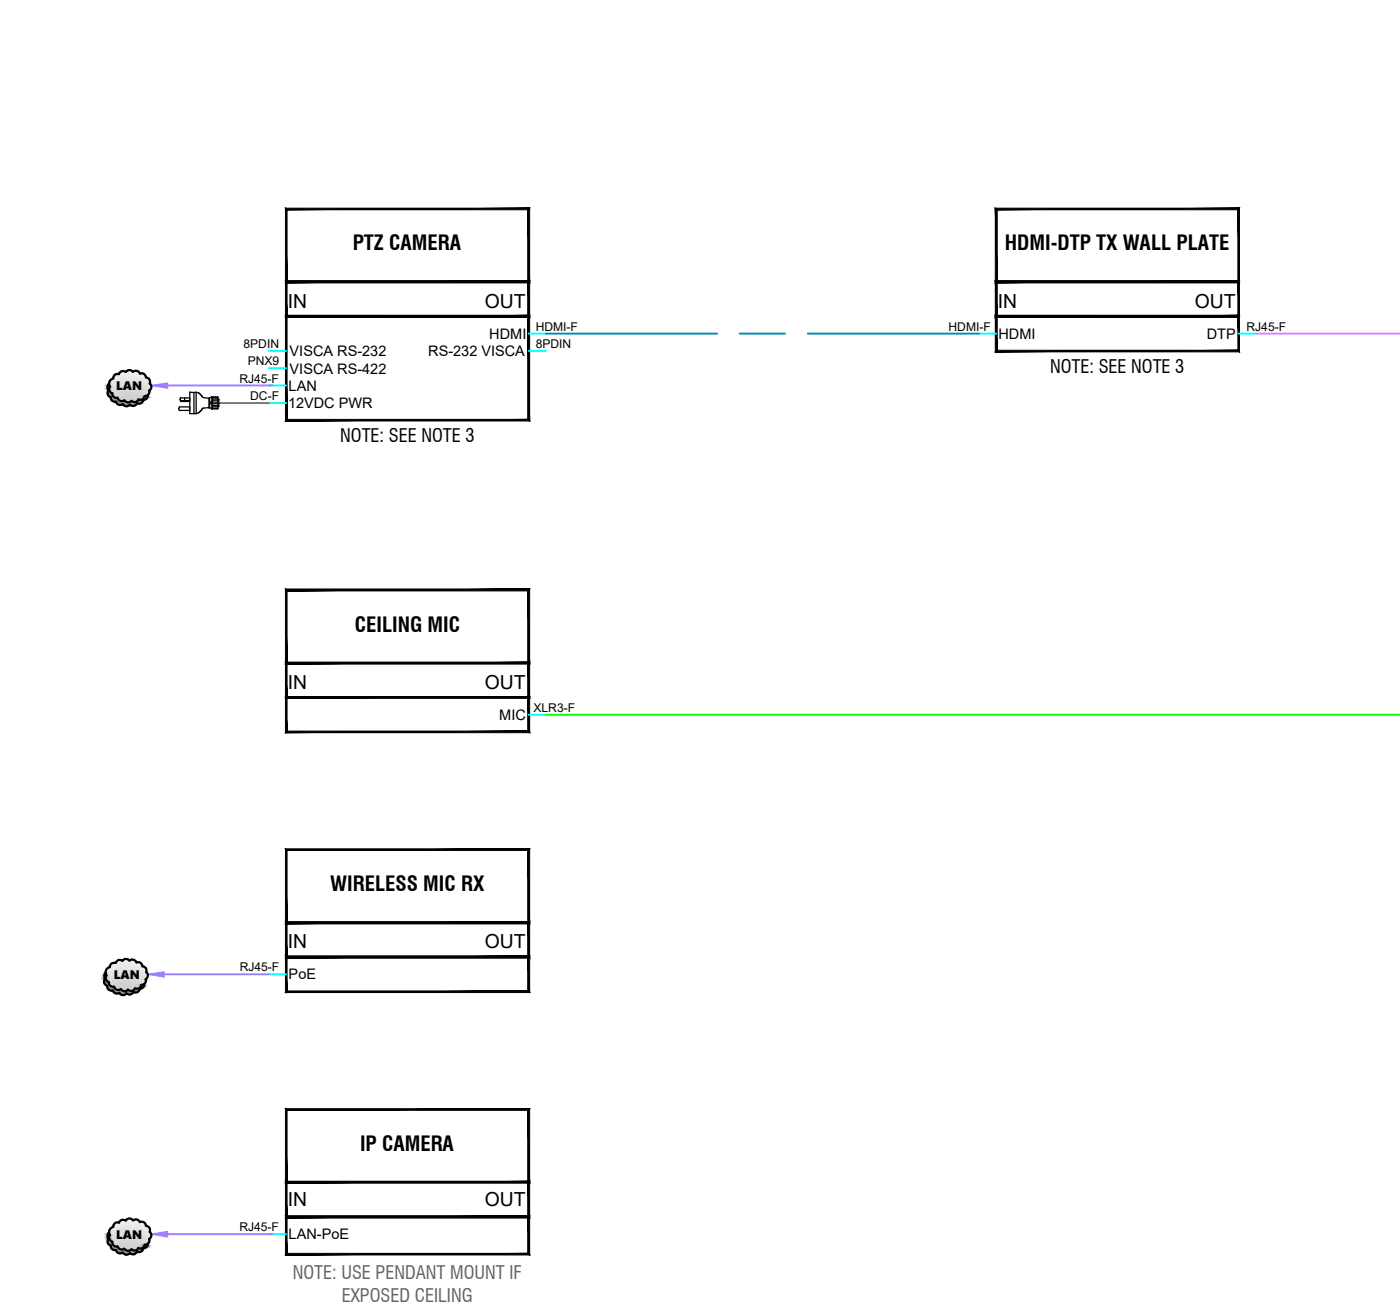 PTZ CAMERA
IN OUT
HDMI HDMI-F
8PDIN VISCA RS-232 RS-232 VISCA 8PDIN
PNX9 VISCA RS-422
LAN RJ45-F LAN
DC-F 12VDC PWR
NOTE: SEE NOTE 3
HDMI-DTP TX WALL PLATE
IN OUT
HDMI-F HDMI DTP RJ45-F
NOTE: SEE NOTE 3
CEILING MIC
IN OUT
MIC XLR3-F
WIRELESS MIC RX
IN OUT
LAN RJ45-F PoE
IP CAMERA
IN OUT
LAN RJ45-F LAN-PoE
NOTE: USE PENDANT MOUNT IF
EXPOSED CEILING